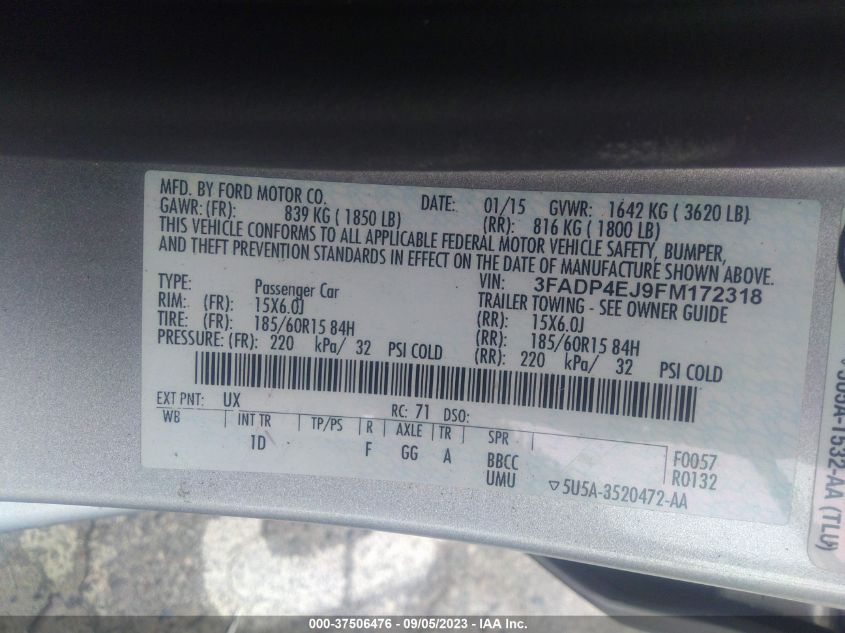 MFD. BY FORD MOTOR CO. DATE: 01/15 GVWR: 1642 KG ( 3620 LB)
GAWR: (FR): 839 KG ( 1850 LB) (RR): 816 KG ( 1800 LB)
THIS VEHICLE CONFORMS TO ALL APPLICABLE FEDERAL MOTOR VEHICLE SAFETY, BUMPER,
AND THEFT PREVENTION STANDARDS IN EFFECT ON THE DATE OF MANUFACTURE SHOWN ABOVE.
VIN: 3FADP4EJ9FM172318
TYPE: Passenger Car TRAILER TOWING - SEE OWNER GUIDE
RIM: (FR): 15X6.0J (RR): 15X6.0J
TIRE: (FR): 185/60R15 84H (RR): 185/60R15 84H
PRESSURE: (FR): 220 kPa/ 32 PSI COLD (RR): 220 kPa/ 32 PSI COLD
EXT PNT: UX RC: 71 DSO:
WB INT TR TP/PS R AXLE TR SPR
1D F GG A BBCC F0057
UMU R0132
▽5U5A-3520472-AA
1532-AA (TLU)
000-37506476 - 09/05/2023 - IAA Inc.